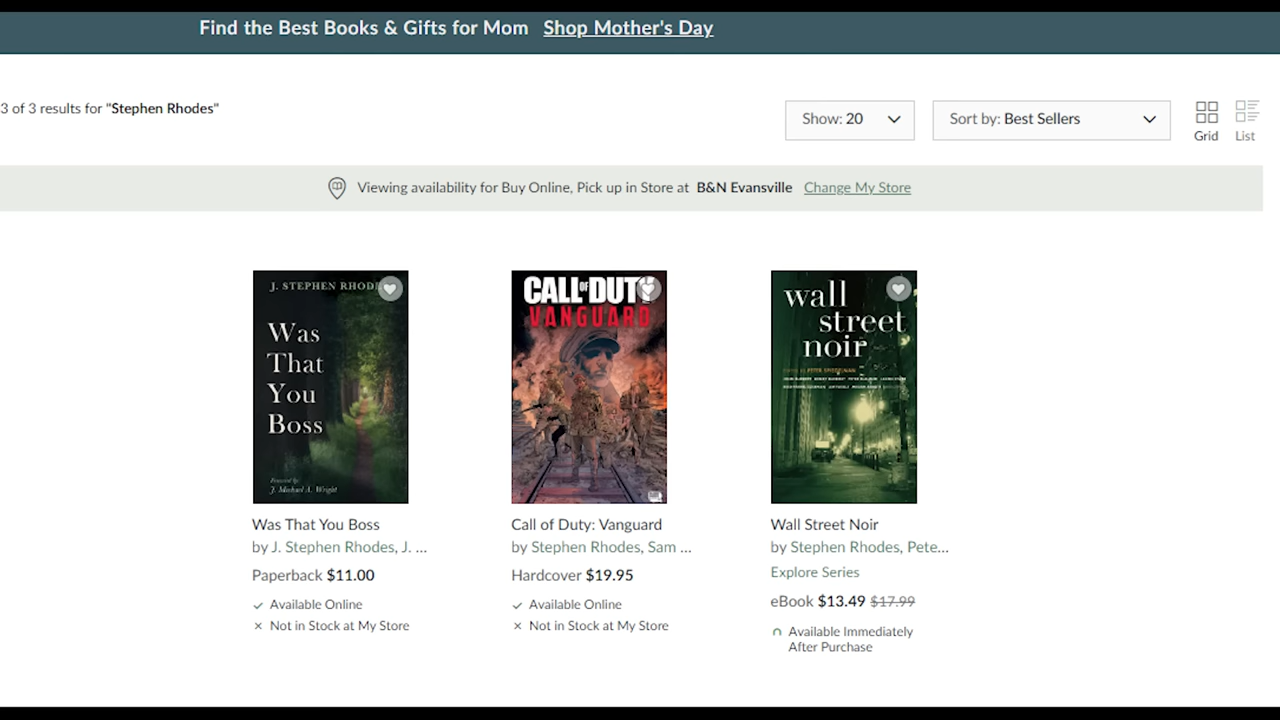 Find the Best Books & Gifts for Mom Shop Mother's Day
3 of 3 results for "Stephen Rhodes"
Show: 20
Sort by: Best Sellers
Grid
List
Viewing availability for Buy Online, Pick up in Store at B&N Evansville Change My Store
J. STEPHEN RHOD
Was
That
You
Boss
J. Michael A. Wright
CALL OF DUTY
VANGUARD
wall
street
noir
Was That You Boss
by J. Stephen Rhodes, J. ...
Paperback $11.00
Available Online
Not in Stock at My Store
Call of Duty: Vanguard
by Stephen Rhodes, Sam ...
Hardcover $19.95
Available Online
Not in Stock at My Store
Wall Street Noir
by Stephen Rhodes, Pete...
Explore Series
eBook $13.49 $17.99
Available Immediately
After Purchase